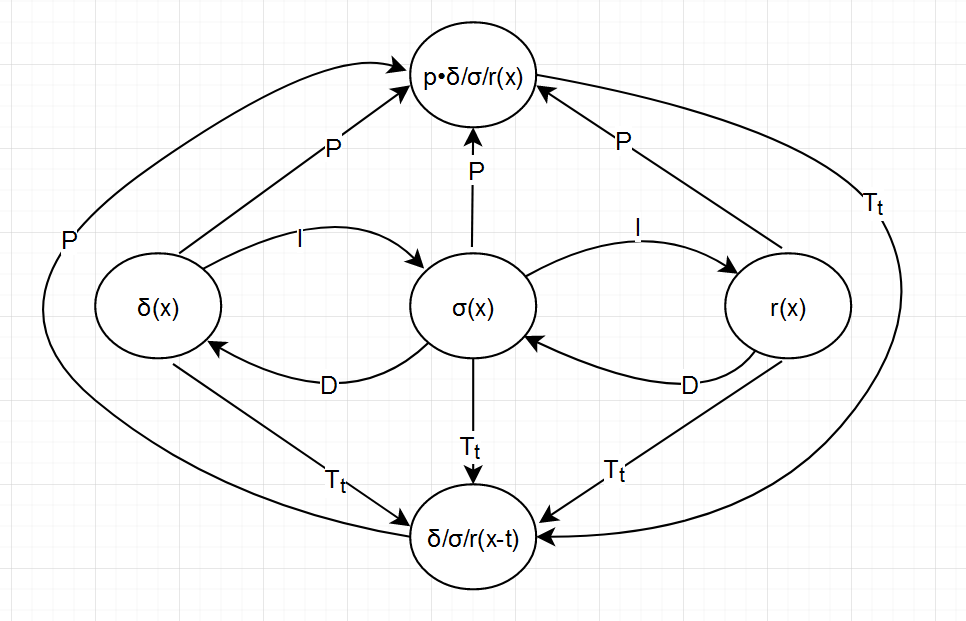 p•δ/σ/r(x)
P
P
P
P
Tt
I
I
δ(x)
σ(x)
r(x)
D
D
Tt
Tt
Tt
δ/σ/r(x-t)